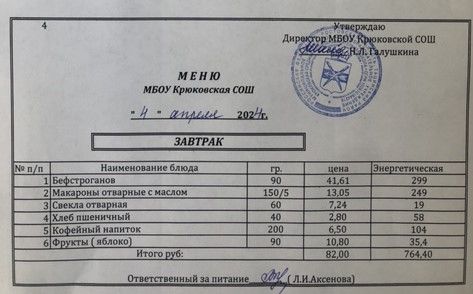 4
Утверждаю
Директор МБОУ Крюковской СОШ
Н.Л. Галушкина
МЕНЮ
МБОУ Крюковская СОШ
"4" апреля 2024г.
ЗАВТРАК
№ п/п Наименование блюда гр. цена Энергетическая
1 Бефстроганов 90 41,61 299
2 Макароны отварные с маслом 150/5 13,05 249
3 Свекла отварная 60 7,24 19
4 Хлеб пшеничный 40 2,80 58
5 Кофейный напиток 200 6,50 104
6 Фрукты ( яблоко) 90 10,80 35,4
Итого руб: 82,00 764,40
Ответственный за питание ( Л.И.Аксенова)